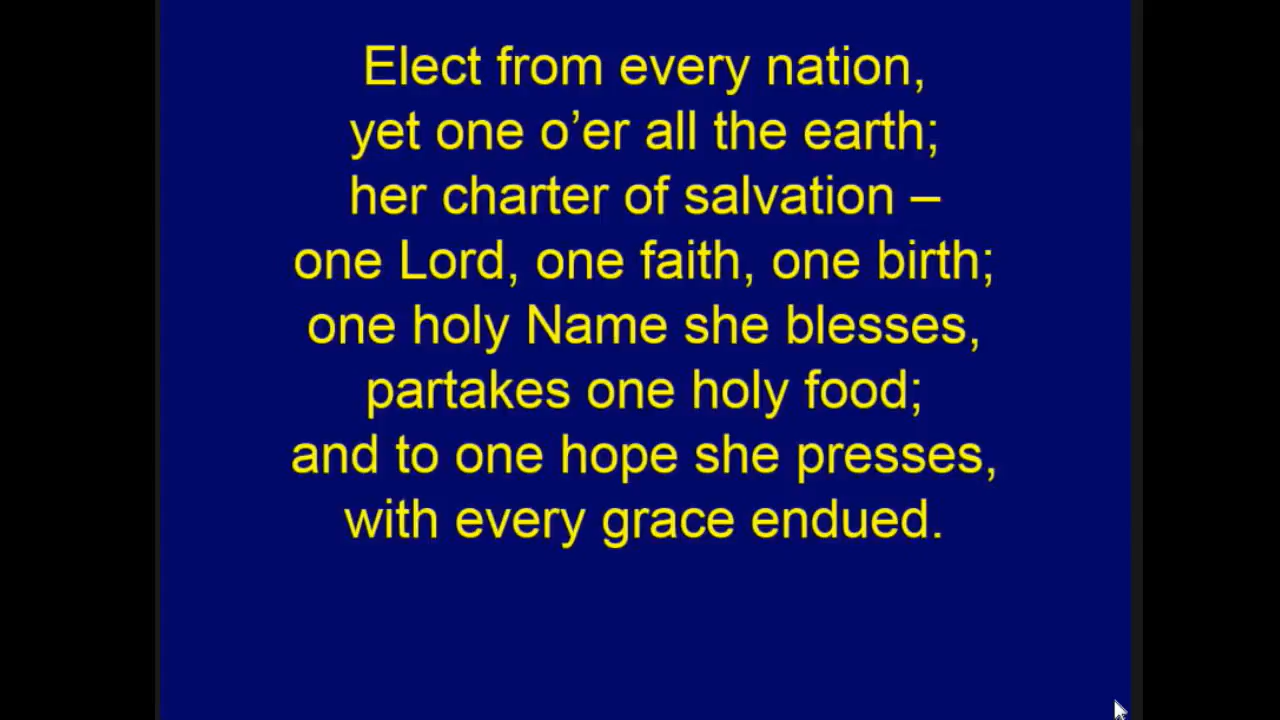 Elect from every nation,
yet one o’er all the earth;
her charter of salvation –
one Lord, one faith, one birth;
one holy Name she blesses,
partakes one holy food;
and to one hope she presses,
with every grace endued.